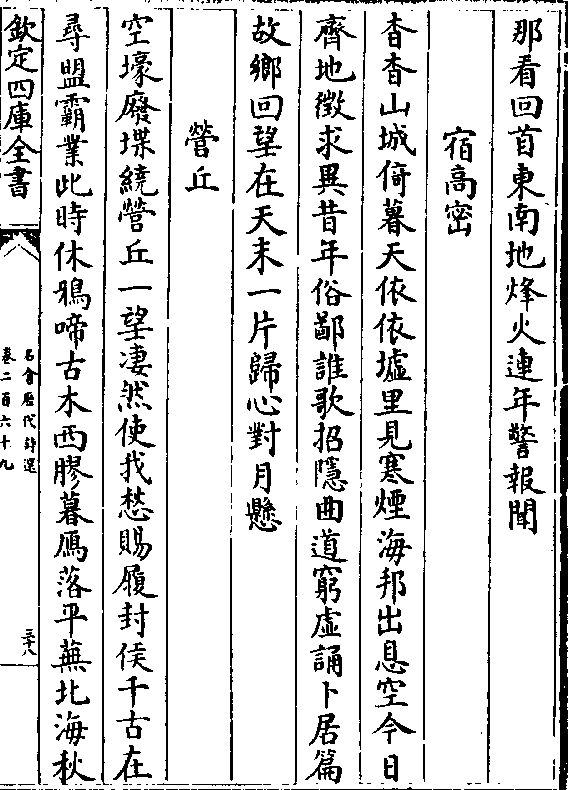 那看回首東南地烽火連年警報聞
宿高密
杳杳山城倚暮天依依墟里見寒煙海邦出息空今日
齊地徵求異昔年俗鄙誰歌招隱曲道窮虛誦卜居篇
故鄉回望在天末一片歸心對月懸
營丘
空壕廢堞繞營丘一望凄然使我愁賜履封侯千古在
尋盟霸業此時休鴉啼古木西膠暮鴈落平蕪北海秋
欽定四庫全書
石倉歷代詩選
卷二百六十九
三十八